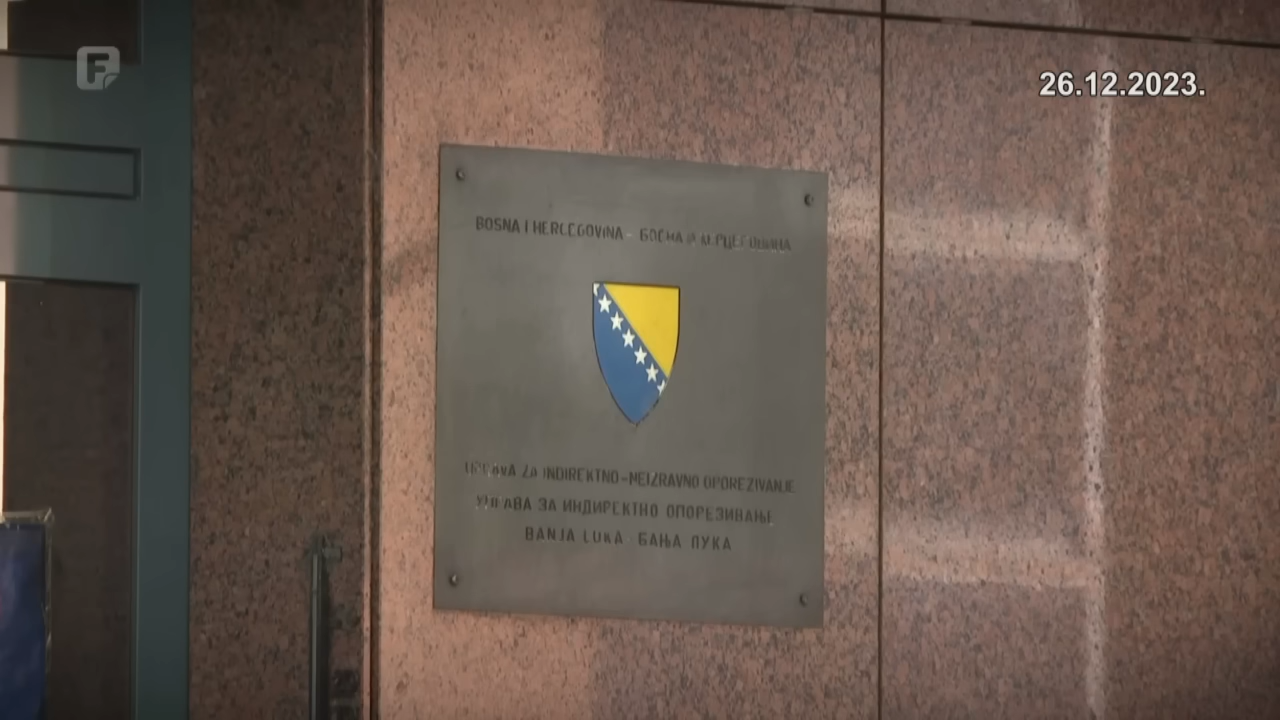 F
26.12.2023.
BOSNA I HERCEGOVINA - БОСНА И ХЕРЦЕГОВИНА
UPRAVA ZA INDIREKTNO-NEIZRAVNO OPOREZIVANJE
УПРАВА ЗА ИНДИРЕКТНО ОПОРЕЗИВАЊЕ
BANJA LUKA БАЊА ЛУКА